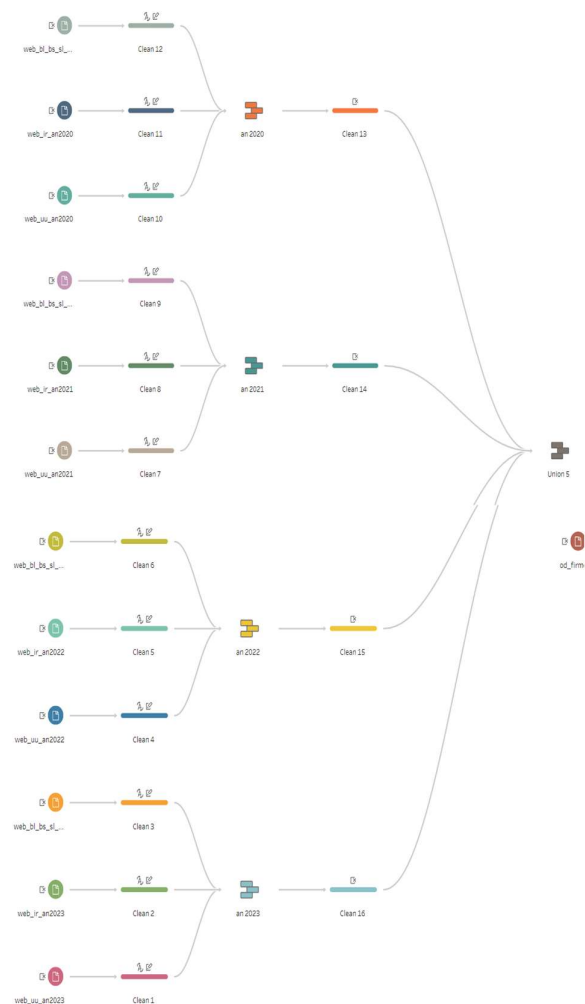 web_bl_bs_sl_...
Clean 12
web_ir_an2020
Clean 11
an 2020
Clean 13
web_uu_an2020
Clean 10
web_bl_bs_sl_...
Clean 9
web_ir_an2021
Clean 8
an 2021
Clean 14
web_uu_an2021
Clean 7
Union 5
web_bl_bs_sl_...
Clean 6
od_firm
web_ir_an2022
Clean 5
an 2022
Clean 15
web_uu_an2022
Clean 4
web_bl_bs_sl_...
Clean 3
web_ir_an2023
Clean 2
an 2023
Clean 16
web_uu_an2023
Clean 1